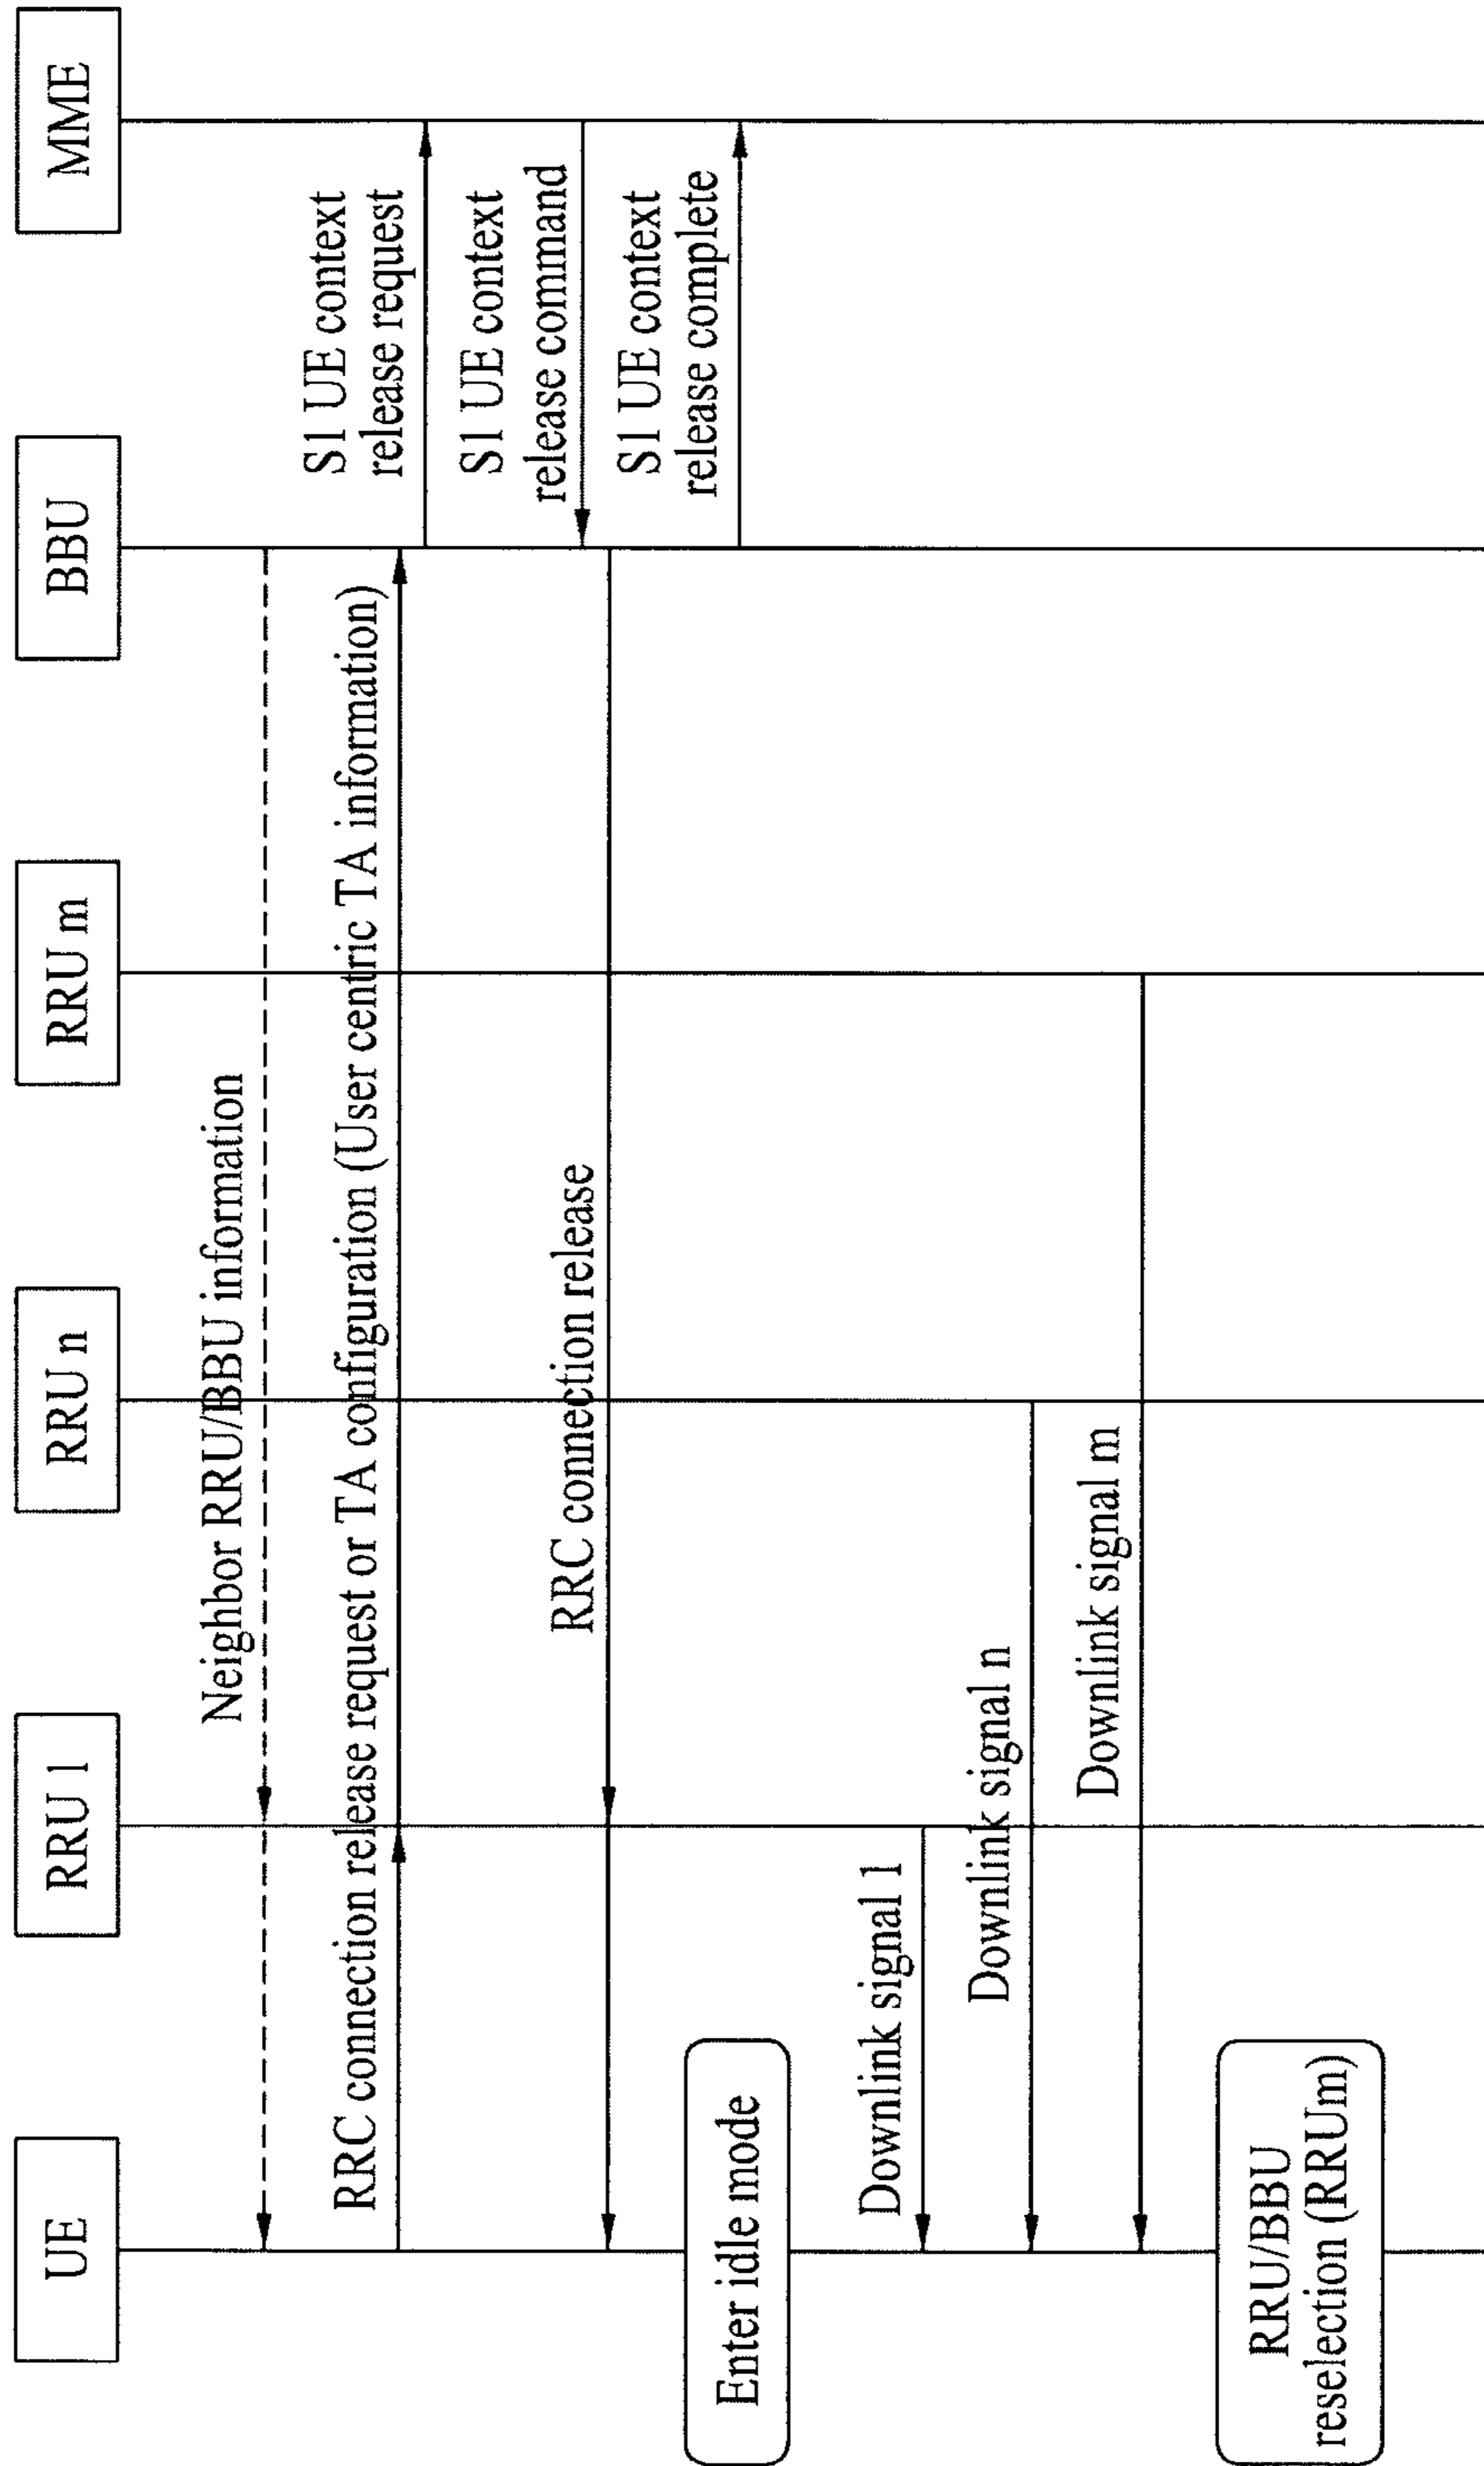 UE
RRU 1
RRU n
RRU m
BBU
MME
Neighbor RRU/BBU information
RRC connection release request or TA configuration (User centric TA information)
S1 UE context
release request
S1 UE context
release command
RRC connection release
S1 UE context
release complete
Enter idle mode
Downlink signal 1
Downlink signal n
Downlink signal m
RRU/BBU
reselection (RRUm)